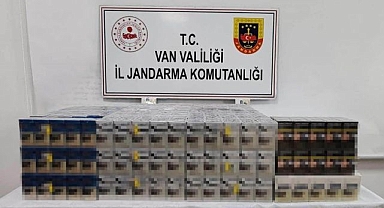 T.C.
VAN VALİLİĞİ
İL JANDARMA KOMUTANLIĞI